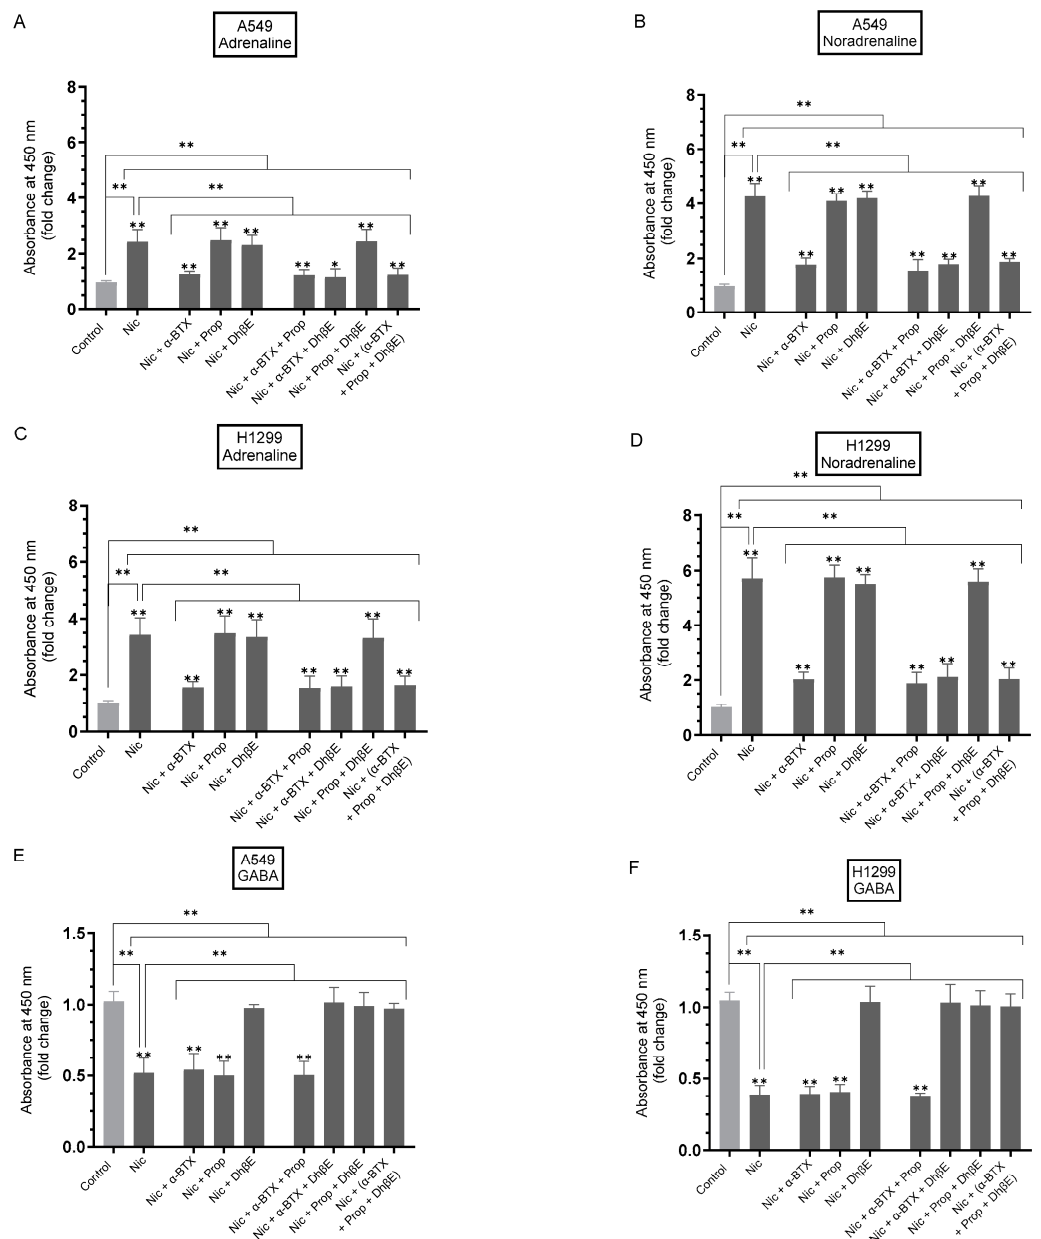 A
A549
Adrenaline
Absorbance at 450 nm
(fold change)
8
6
4
2
0
**
**
**
**
**
**
**
**
*
**
**
**
Control
Nic
Nic + α-BTX
Nic + Prop
Nic + DhβE
Nic + α-BTX + Prop
Nic + α-BTX + DhβE
Nic + Prop + DhβE
Nic + (α-BTX
+ Prop + DhβE)
B
A549
Noradrenaline
Absorbance at 450 nm
(fold change)
8
6
4
2
0
**
**
**
**
**
**
**
**
**
**
**
Control
Nic
Nic + α-BTX
Nic + Prop
Nic + DhβE
Nic + α-BTX + Prop
Nic + α-BTX + DhβE
Nic + Prop + DhβE
Nic + (α-BTX
+ Prop + DhβE)
C
H1299
Adrenaline
Absorbance at 450 nm
(fold change)
8
6
4
2
0
**
**
**
**
**
**
**
**
**
**
**
Control
Nic
Nic + α-BTX
Nic + Prop
Nic + DhβE
Nic + α-BTX + Prop
Nic + α-BTX + DhβE
Nic + Prop + DhβE
Nic + (α-BTX
+ Prop + DhβE)
D
H1299
Noradrenaline
Absorbance at 450 nm
(fold change)
8
6
4
2
0
**
**
**
**
**
**
**
**
**
**
**
Control
Nic
Nic + α-BTX
Nic + Prop
Nic + DhβE
Nic + α-BTX + Prop
Nic + α-BTX + DhβE
Nic + Prop + DhβE
Nic + (α-BTX
+ Prop + DhβE)
E
A549
GABA
Absorbance at 450 nm
(fold change)
1.5
1.0
0.5
0.0
**
**
**
**
**
**
**
Control
Nic
Nic + α-BTX
Nic + Prop
Nic + DhβE
Nic + α-BTX + Prop
Nic + α-BTX + DhβE
Nic + Prop + DhβE
Nic + (α-BTX
+ Prop + DhβE)
F
H1299
GABA
Absorbance at 450 nm
(fold change)
1.5
1.0
0.5
0.0
**
**
**
**
**
**
**
Control
Nic
Nic + α-BTX
Nic + Prop
Nic + DhβE
Nic + α-BTX + Prop
Nic + α-BTX + DhβE
Nic + Prop + DhβE
Nic + (α-BTX
+ Prop + DhβE)